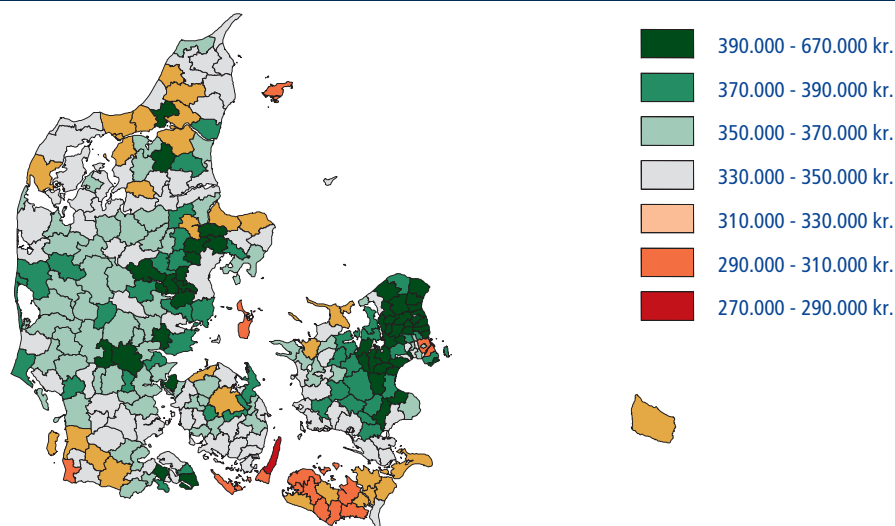 390.000 - 670.000 kr.
370.000 - 390.000 kr.
350.000 - 370.000 kr.
330.000 - 350.000 kr.
310.000 - 330.000 kr.
290.000 - 310.000 kr.
270.000 - 290.000 kr.